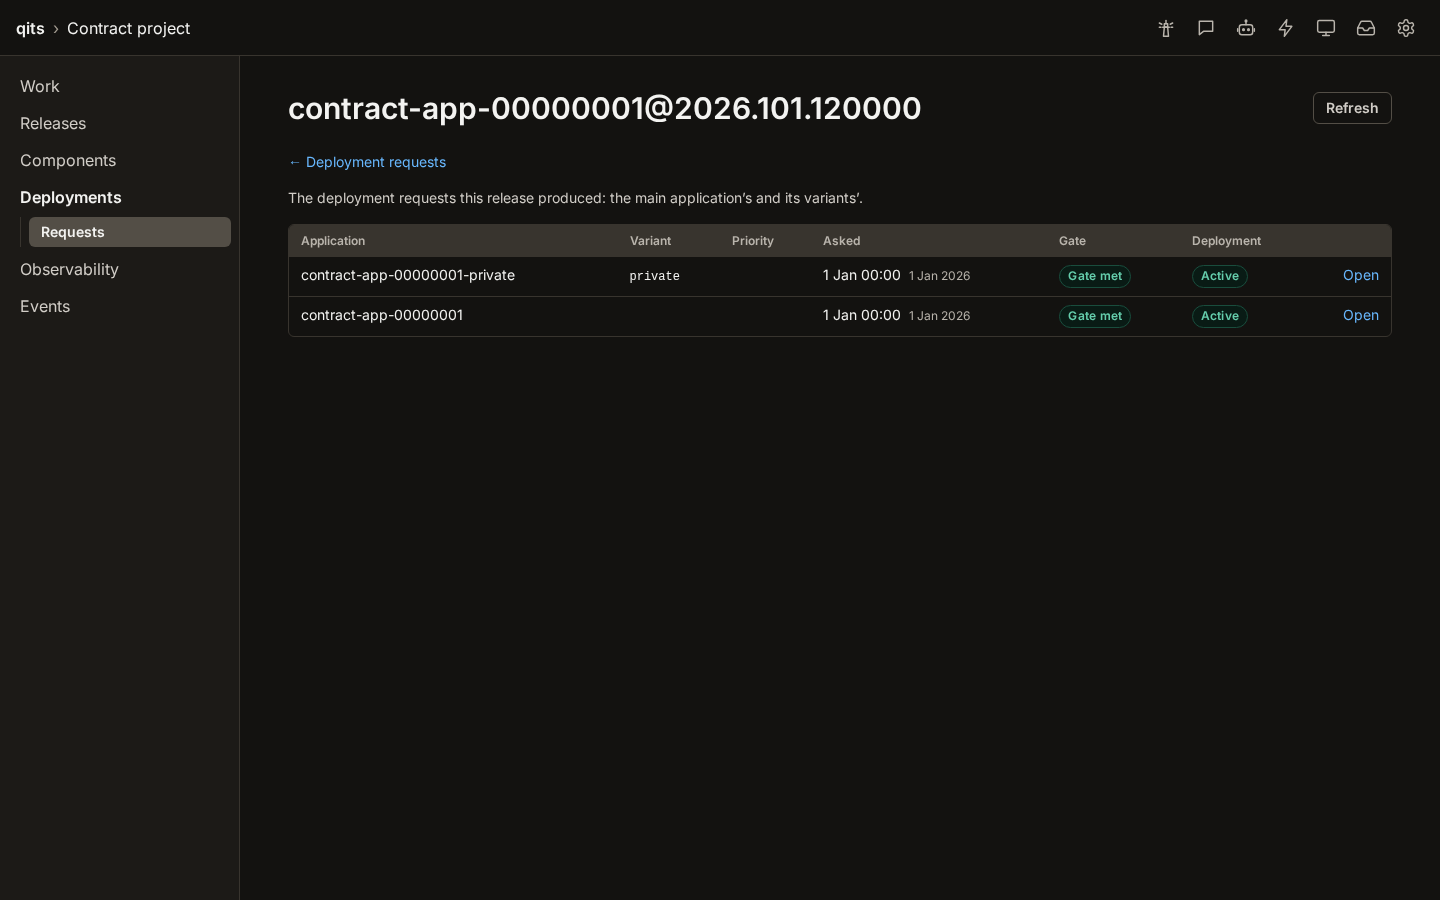 qits › Contract project
Work
Releases
Components
Deployments
Requests
Observability
Events
contract-app-00000001@2026.101.120000
Refresh
← Deployment requests
The deployment requests this release produced: the main application’s and its variants’.
Application Variant Priority Asked Gate Deployment
contract-app-00000001-private private 1 Jan 00:00 1 Jan 2026 Gate met Active Open
contract-app-00000001 1 Jan 00:00 1 Jan 2026 Gate met Active Open